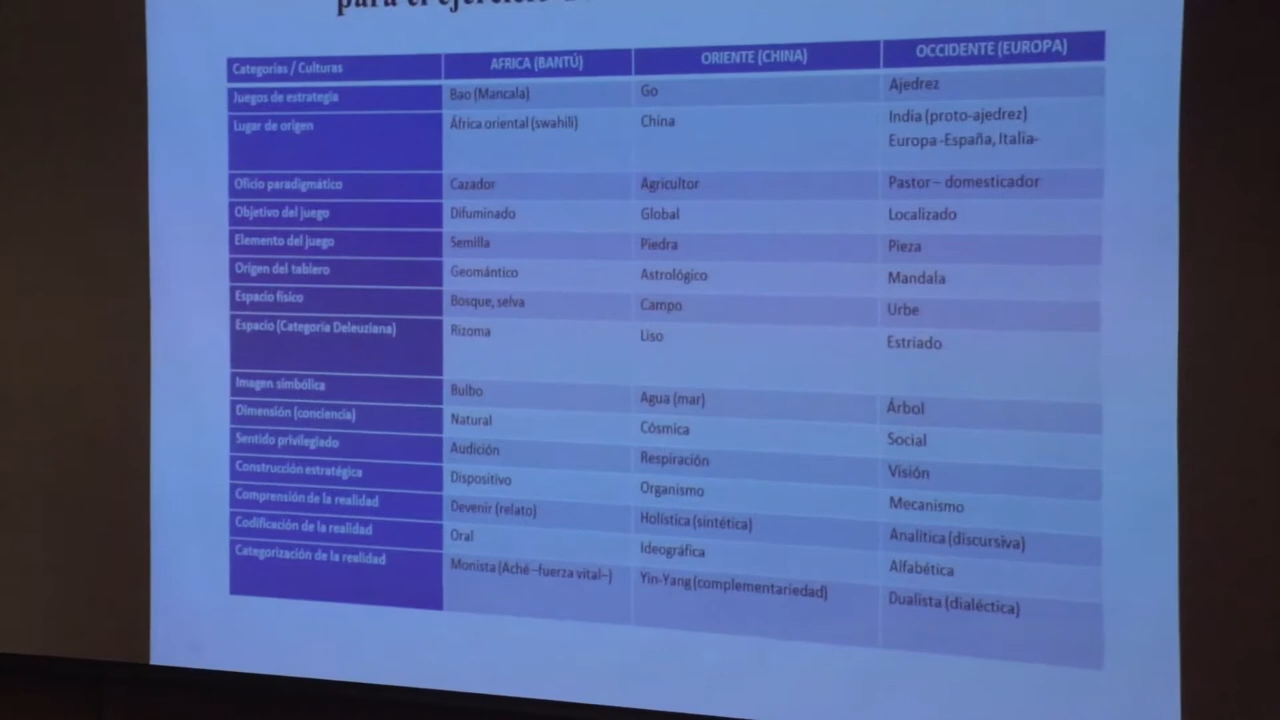 para el ejercicio
Categorías / Culturas AFRICA (BANTÚ) ORIENTE (CHINA) OCCIDENTE (EUROPA)
Juegos de estrategia Bao (Mancala) Go Ajedrez
Lugar de origen África oriental (swahili) China India (proto-ajedrez)
Europa -España, Italia-
Oficio paradigmático Cazador Agricultor Pastor – domesticador
Objetivo del juego Difuminado Global Localizado
Elemento del juego Semilla Piedra Pieza
Origen del tablero Geomántico Astrológico Mandala
Espacio físico Bosque, selva Campo Urbe
Espacio (Categoría Deleuziana) Rizoma Liso Estriado
Imagen simbólica Bulbo Agua (mar) Árbol
Dimensión (conciencia) Natural Cósmica Social
Sentido privilegiado Audición Respiración Visión
Construcción estratégica Dispositivo Organismo Mecanismo
Comprensión de la realidad Devenir (relato) Holística (sintética) Analítica (discursiva)
Codificación de la realidad Oral Ideográfica Alfabética
Categorización de la realidad Monista (Aché –fuerza vital–) Yin-Yang (complementariedad) Dualista (dialéctica)